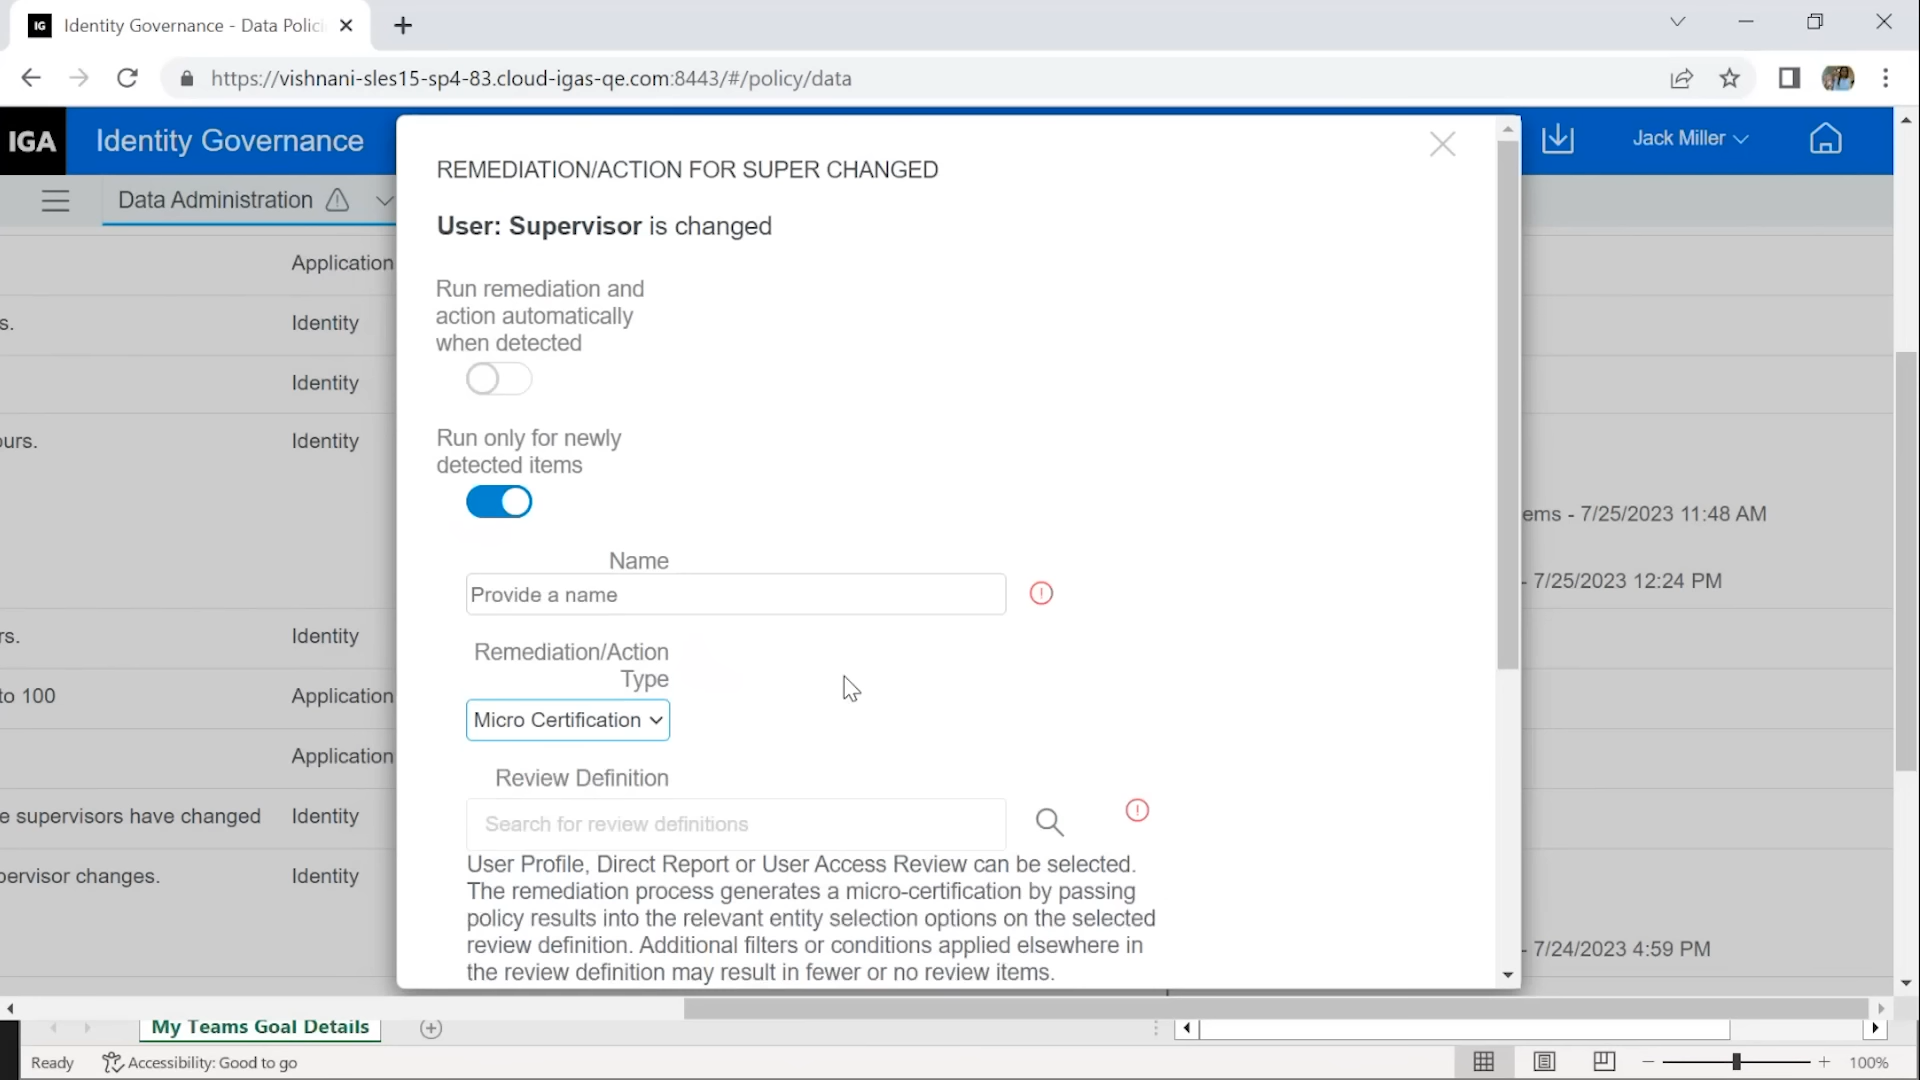 IG Identity Governance - Data Polici
https://vishnani-sles15-sp4-83.cloud-igas-qe.com:8443/#/policy/data
IGA Identity Governance
Jack Miller
Data Administration
REMEDIATION/ACTION FOR SUPER CHANGED
User: Supervisor is changed
Application
Run remediation and
action automatically
when detected
s.
Identity
Identity
Run only for newly
detected items
ours.
Identity
ems - 7/25/2023 11:48 AM
Name
Provide a name
- 7/25/2023 12:24 PM
rs.
Identity
Remediation/Action
Type
to 100
Application
Micro Certification
Application
Review Definition
e supervisors have changed
Identity
Search for review definitions
User Profile, Direct Report or User Access Review can be selected.
The remediation process generates a micro-certification by passing
policy results into the relevant entity selection options on the selected
review definition. Additional filters or conditions applied elsewhere in
the review definition may result in fewer or no review items.
pervisor changes.
Identity
- 7/24/2023 4:59 PM
My Teams Goal Details
Ready
Accessibility: Good to go
100%